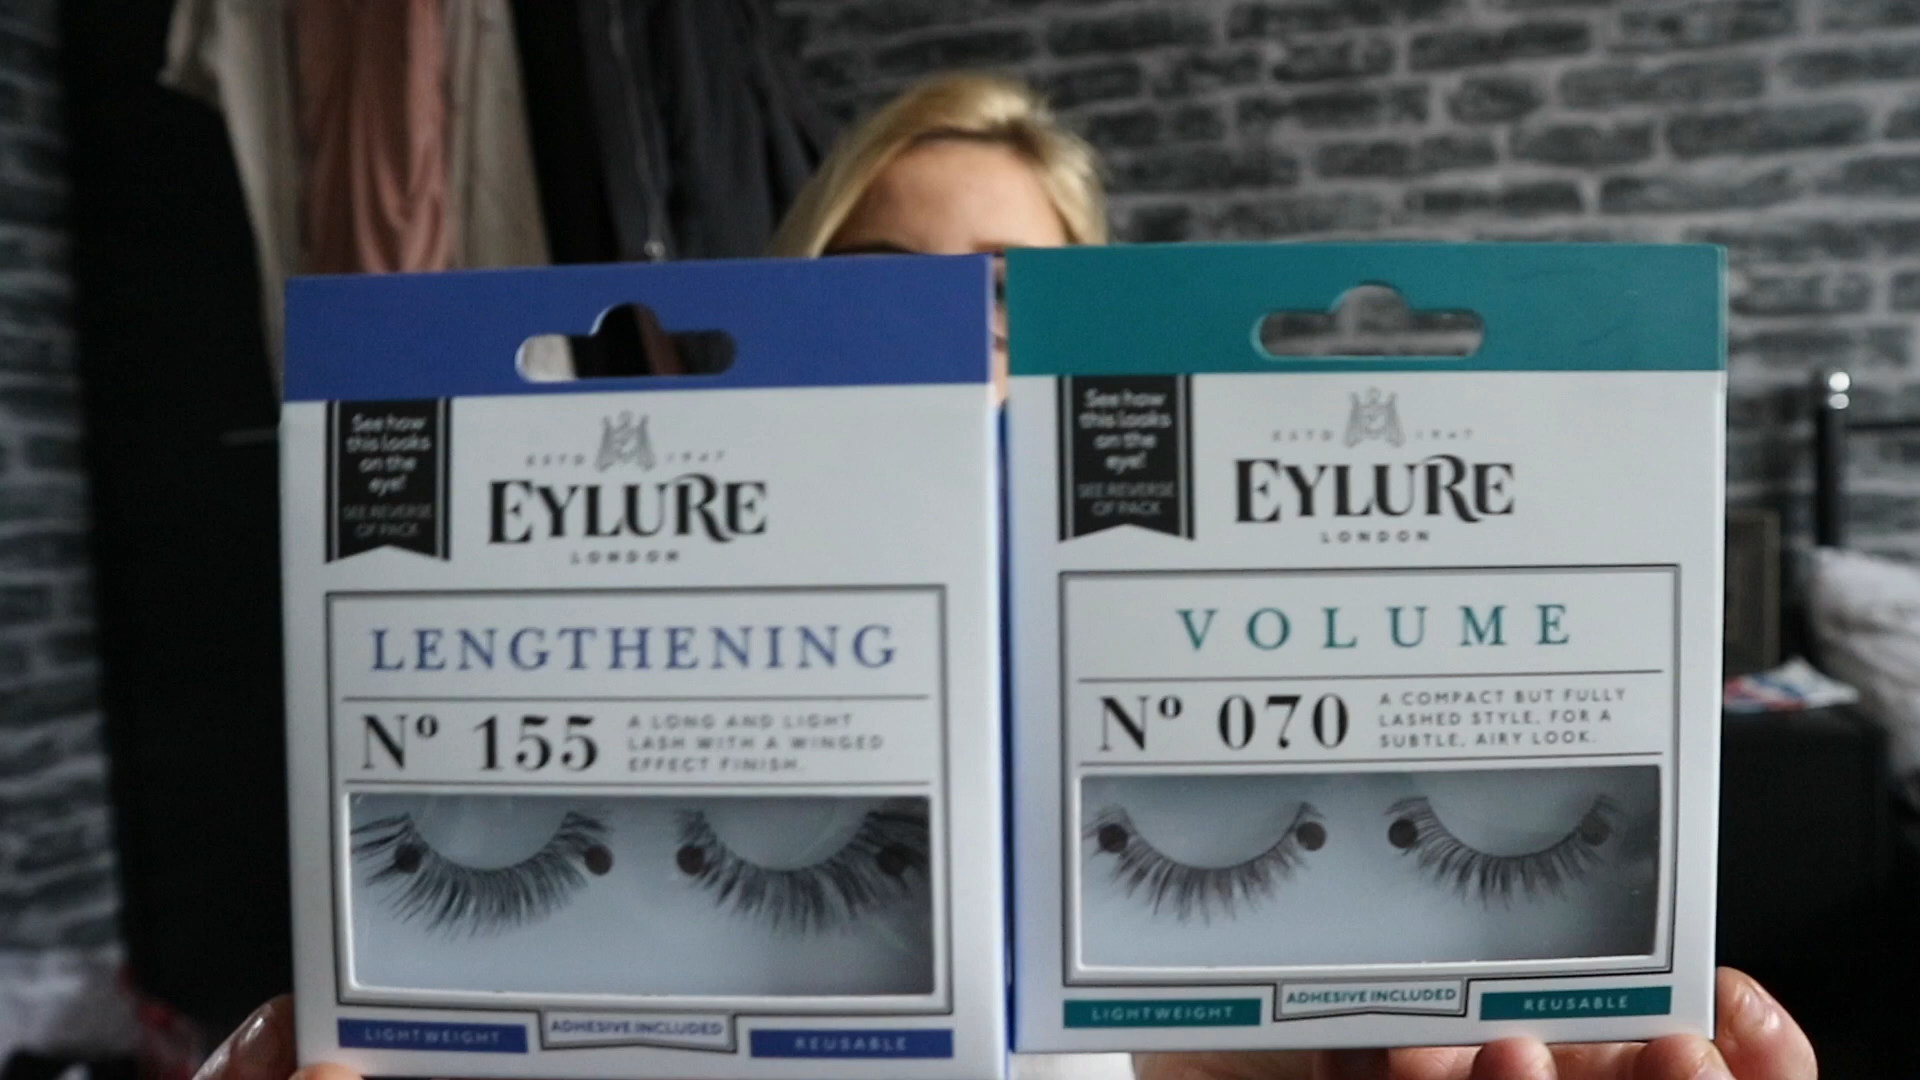 See how
this looks
on the
eye!
SEE REVERSE
OF PACK
ESTD 1947
EYLURE
LONDON
LENGTHENING
Nº 155
A LONG AND LIGHT
LASH WITH A WINGED
EFFECT FINISH.
LIGHTWEIGHT
ADHESIVE INCLUDED
REUSABLE
See how
this looks
on the
eye!
SEE REVERSE
OF PACK
ESTD 1947
EYLURE
LONDON
VOLUME
Nº 070
A COMPACT BUT FULLY
LASHED STYLE, FOR A
SUBTLE, AIRY LOOK.
LIGHTWEIGHT
ADHESIVE INCLUDED
REUSABLE